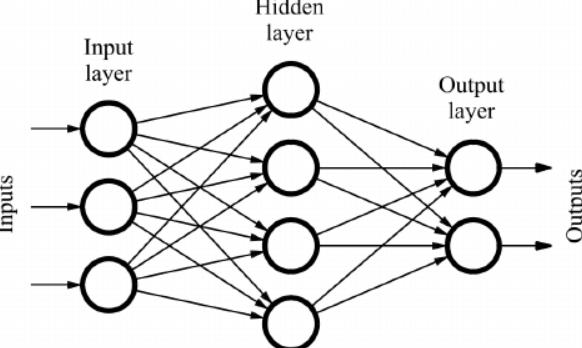 Hidden
layer
Input
layer
Output
layer
Inputs
Outputs